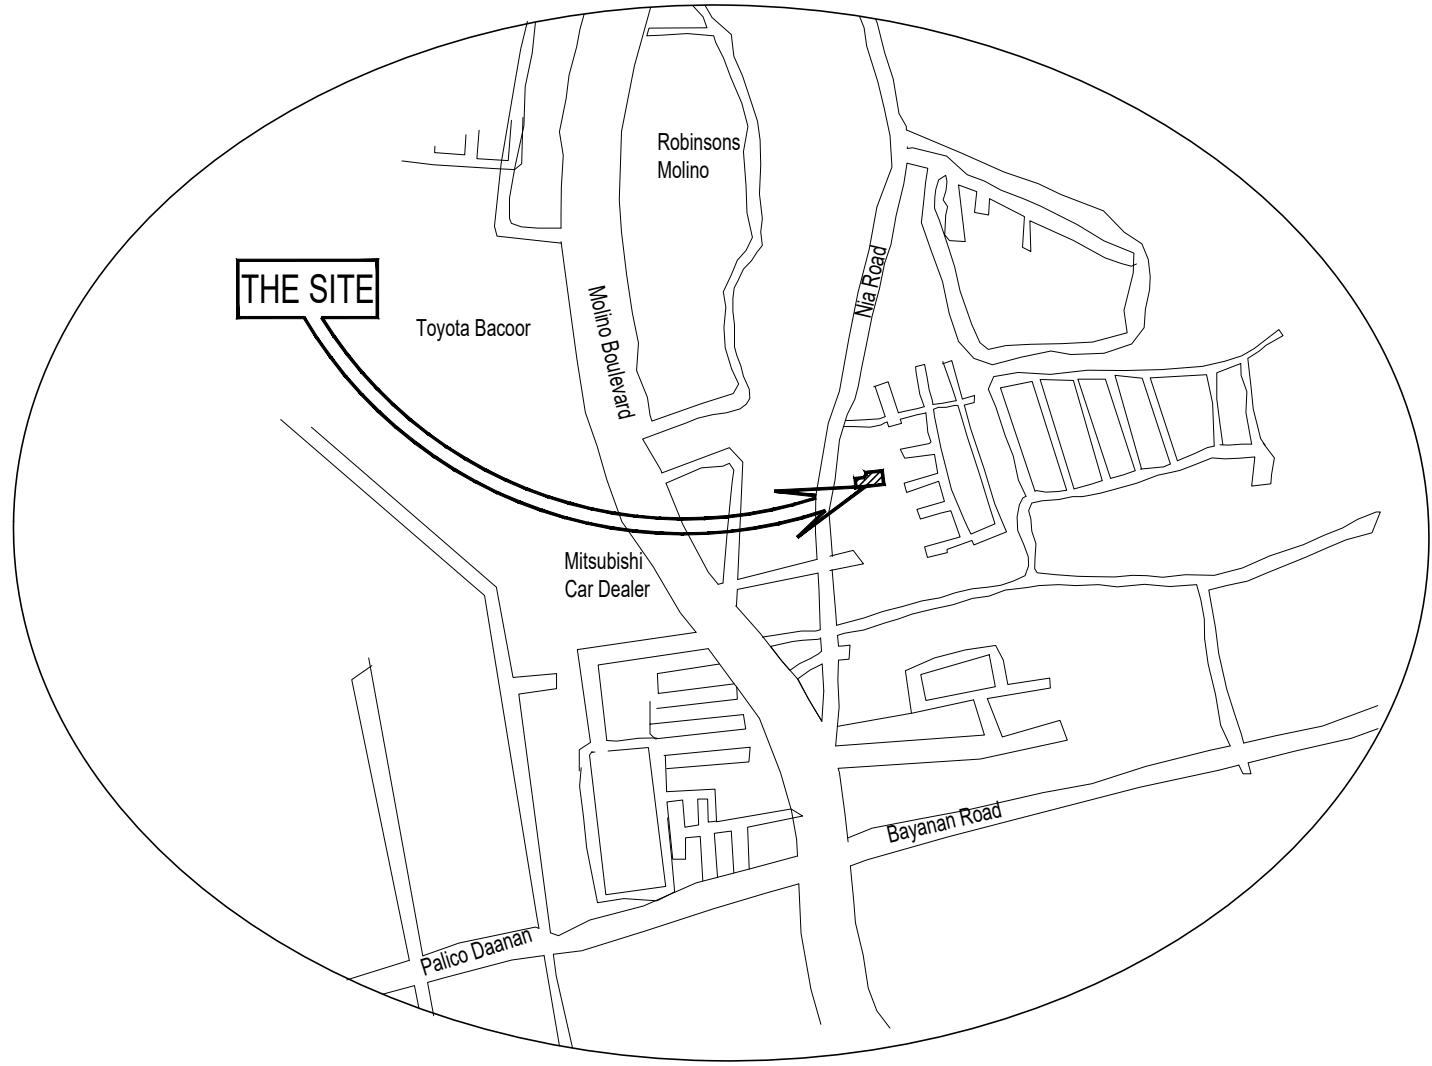 Robinsons
Molino
THE SITE
Nia Road
Toyota Bacoor
Molino Boulevard
Mitsubishi
Car Dealer
Bayanan Road
Palico Daanan